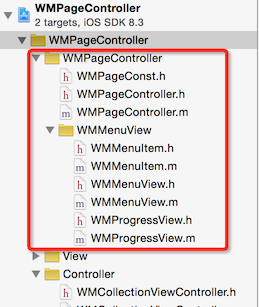 WMPageController
2 targets, iOS SDK 8.3
WMPageController
WMPageController
h WMPageConst.h
h WMPageController.h
m WMPageController.m
WMMenuView
h WMMenuItem.h
m WMMenuItem.m
h WMMenuView.h
m WMMenuView.m
h WMProgressView.h
m WMProgressView.m
View
Controller
h WMCollectionViewController.h